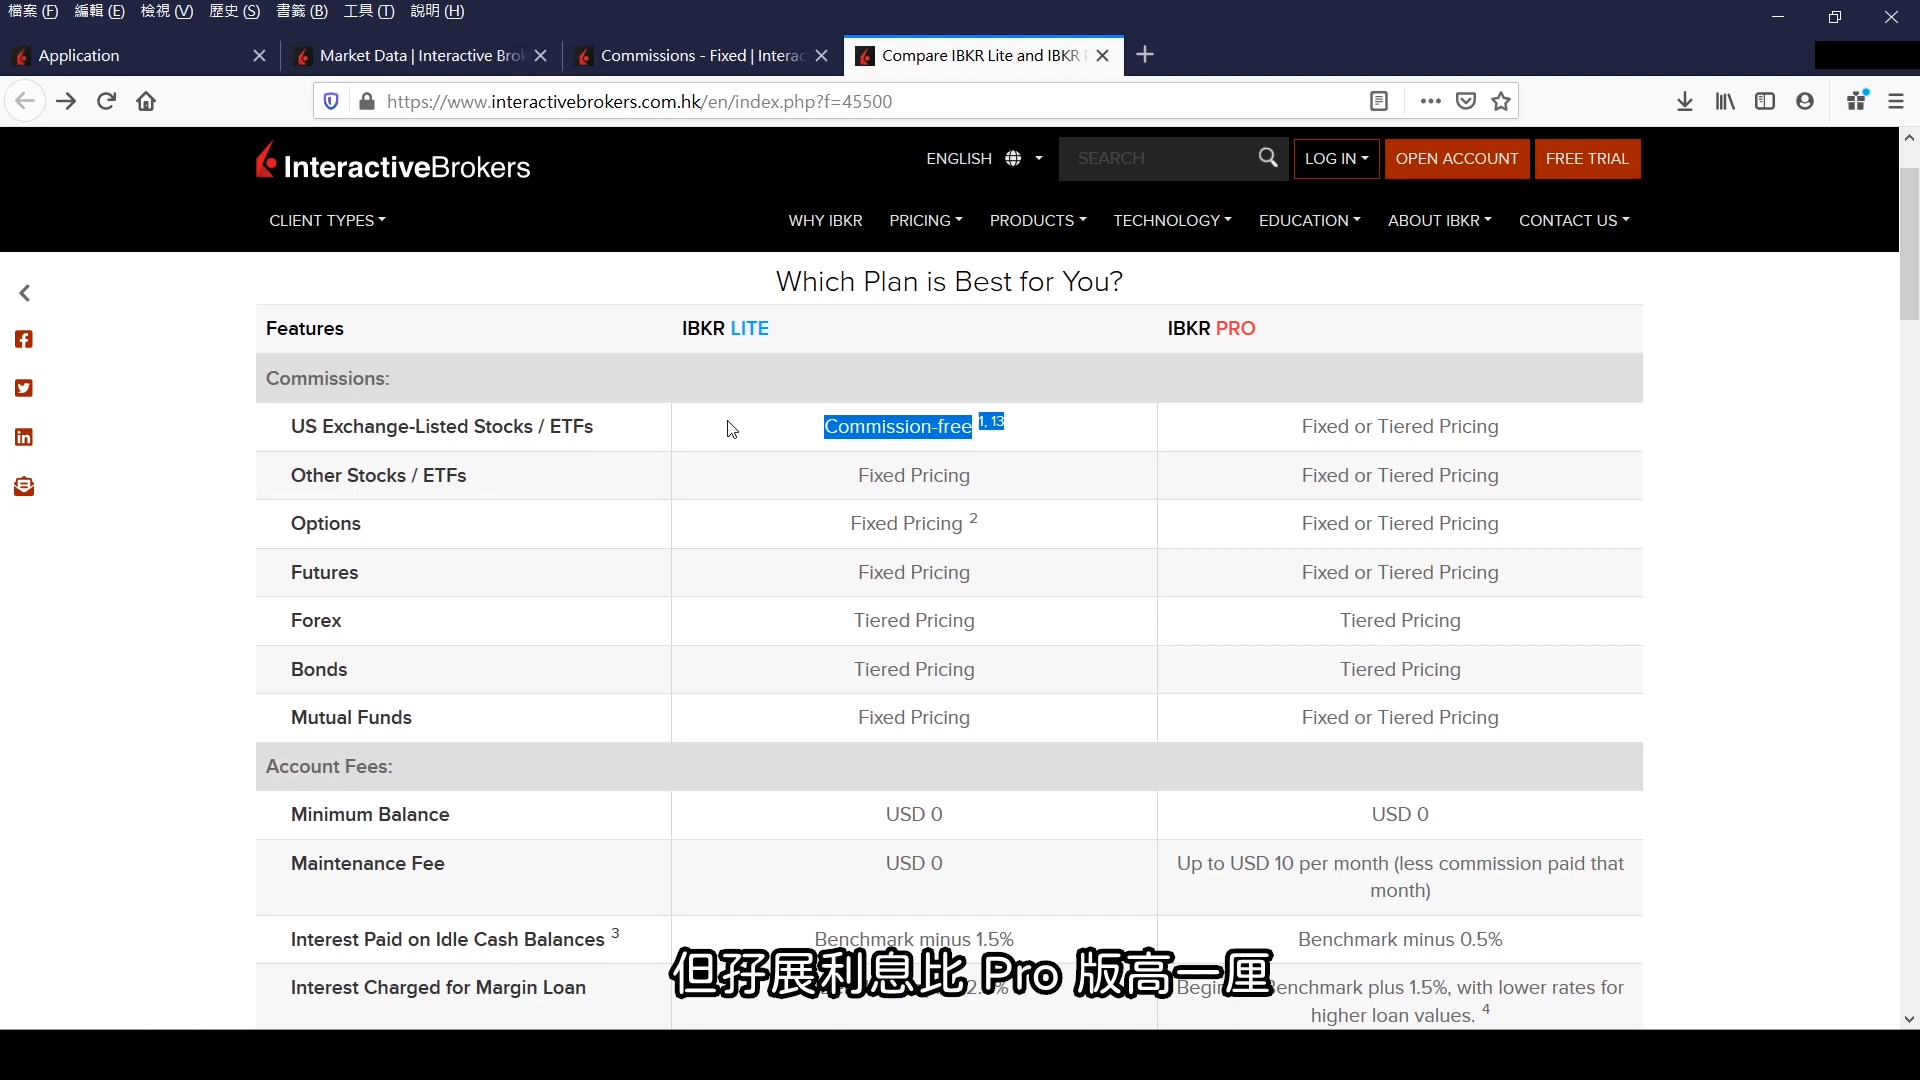 檔案 (F) 編輯 (E) 檢視 (V) 歷史 (S) 書籤 (B) 工具 (T) 說明 (H)
Application
Market Data | Interactive Brok
Commissions - Fixed | Interac
Compare IBKR Lite and IBKR
https://www.interactivebrokers.com.hk/en/index.php?f=45500
InteractiveBrokers
ENGLISH
SEARCH
LOG IN
OPEN ACCOUNT
FREE TRIAL
CLIENT TYPES
WHY IBKR
PRICING
PRODUCTS
TECHNOLOGY
EDUCATION
ABOUT IBKR
CONTACT US
Which Plan is Best for You?
Features IBKR LITE IBKR PRO
Commissions:
US Exchange-Listed Stocks / ETFs Commission-free 1, 13 Fixed or Tiered Pricing
Other Stocks / ETFs Fixed Pricing Fixed or Tiered Pricing
Options Fixed Pricing 2 Fixed or Tiered Pricing
Futures Fixed Pricing Fixed or Tiered Pricing
Forex Tiered Pricing Tiered Pricing
Bonds Tiered Pricing Tiered Pricing
Mutual Funds Fixed Pricing Fixed or Tiered Pricing
Account Fees:
Minimum Balance USD 0 USD 0
Maintenance Fee USD 0 Up to USD 10 per month (less commission paid that
month)
Interest Paid on Idle Cash Balances 3 Benchmark minus 1.5% Benchmark minus 0.5%
但孖展利息比 Pro 版高一厘
Interest Charged for Margin Loan plus 1.5%, with lower rates for
higher loan values. 4